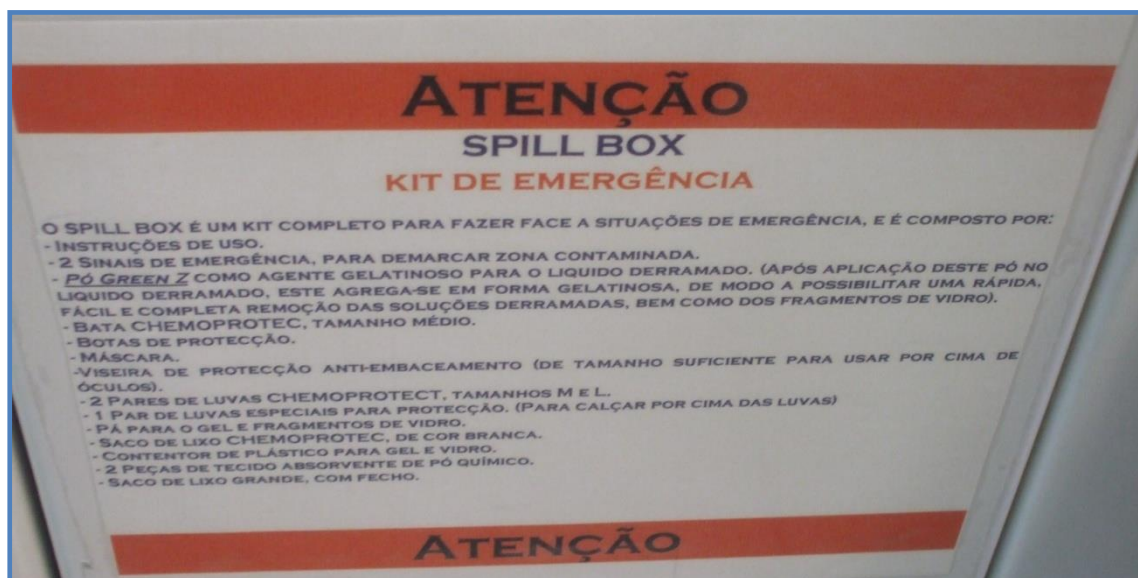 ATENÇÃO
SPILL BOX
KIT DE EMERGÊNCIA
O SPILL BOX É UM KIT COMPLETO PARA FAZER FACE A SITUAÇÕES DE EMERGÊNCIA, E É COMPOSTO POR:
- INSTRUÇÕES DE USO.
- 2 SINAIS DE EMERGÊNCIA, PARA DEMARCAR ZONA CONTAMINADA.
- PÓ GREEN Z COMO AGENTE GELATINOSO PARA O LIQUIDO DERRAMADO. (APÓS APLICAÇÃO DESTE PÓ NO
LIQUIDO DERRAMADO, ESTE AGREGA-SE EM FORMA GELATINOSA, DE MODO A POSSIBILITAR UMA RÁPIDA,
FÁCIL E COMPLETA REMOÇÃO DAS SOLUÇÕES DERRAMADAS, BEM COMO DOS FRAGMENTOS DE VIDRO).
- BATA CHEMOPROTEC, TAMANHO MÉDIO.
- BOTAS DE PROTECÇÃO.
- MÁSCARA.
-VISEIRA DE PROTECÇÃO ANTI-EMBACEAMENTO (DE TAMANHO SUFICIENTE PARA USAR POR CIMA DE
ÓCULOS).
- 2 PARES DE LUVAS CHEMOPROTECT, TAMANHOS M E L.
- 1 PAR DE LUVAS ESPECIAIS PARA PROTECÇÃO. (PARA CALÇAR POR CIMA DAS LUVAS)
- PÁ PARA O GEL E FRAGMENTOS DE VIDRO.
- SACO DE LIXO CHEMOPROTEC, DE COR BRANCA.
- CONTENTOR DE PLÁSTICO PARA GEL E VIDRO.
- 2 PEÇAS DE TECIDO ABSORVENTE DE PÓ QUÍMICO.
- SACO DE LIXO GRANDE, COM FECHO.
ATENÇÃO